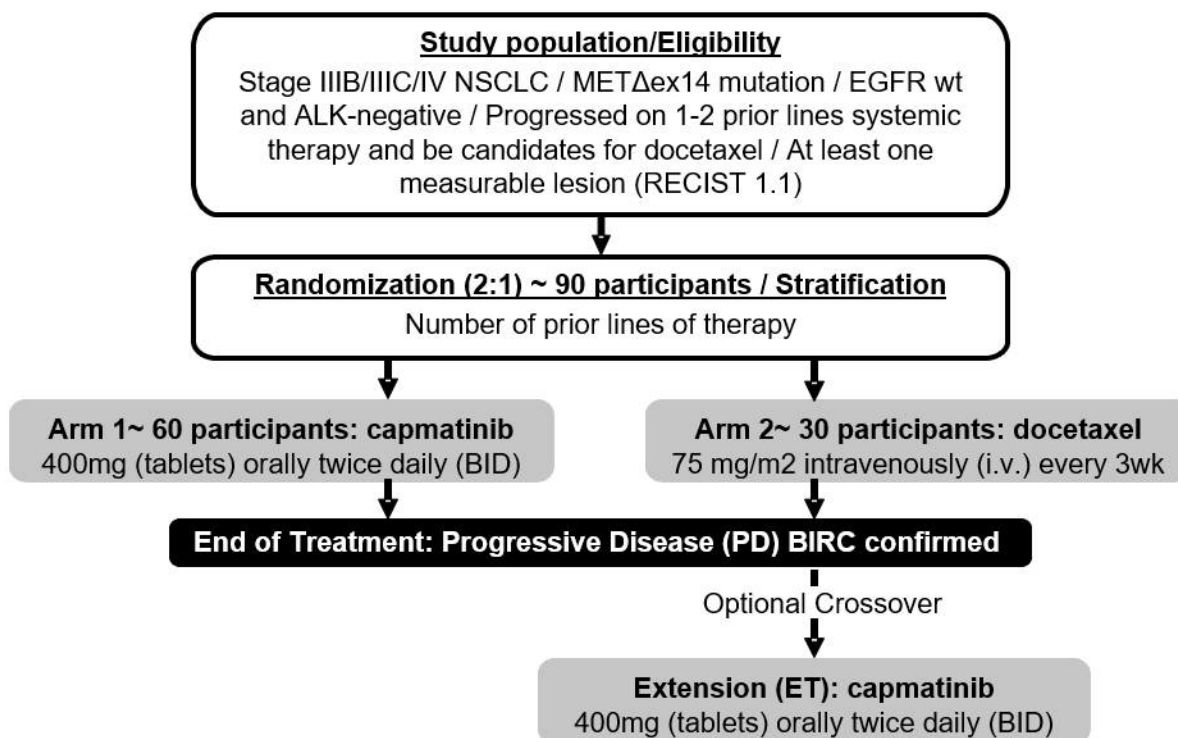 Study population/Eligibility
Stage IIIB/IIIC/IV NSCLC / METΔex14 mutation / EGFR wt
and ALK-negative / Progressed on 1-2 prior lines systemic
therapy and be candidates for docetaxel / At least one
measurable lesion (RECIST 1.1)
Randomization (2:1) ~ 90 participants / Stratification
Number of prior lines of therapy
Arm 1~ 60 participants: capmatinib
400mg (tablets) orally twice daily (BID)
Arm 2~ 30 participants: docetaxel
75 mg/m2 intravenously (i.v.) every 3wk
End of Treatment: Progressive Disease (PD) BIRC confirmed
Optional Crossover
Extension (ET): capmatinib
400mg (tablets) orally twice daily (BID)